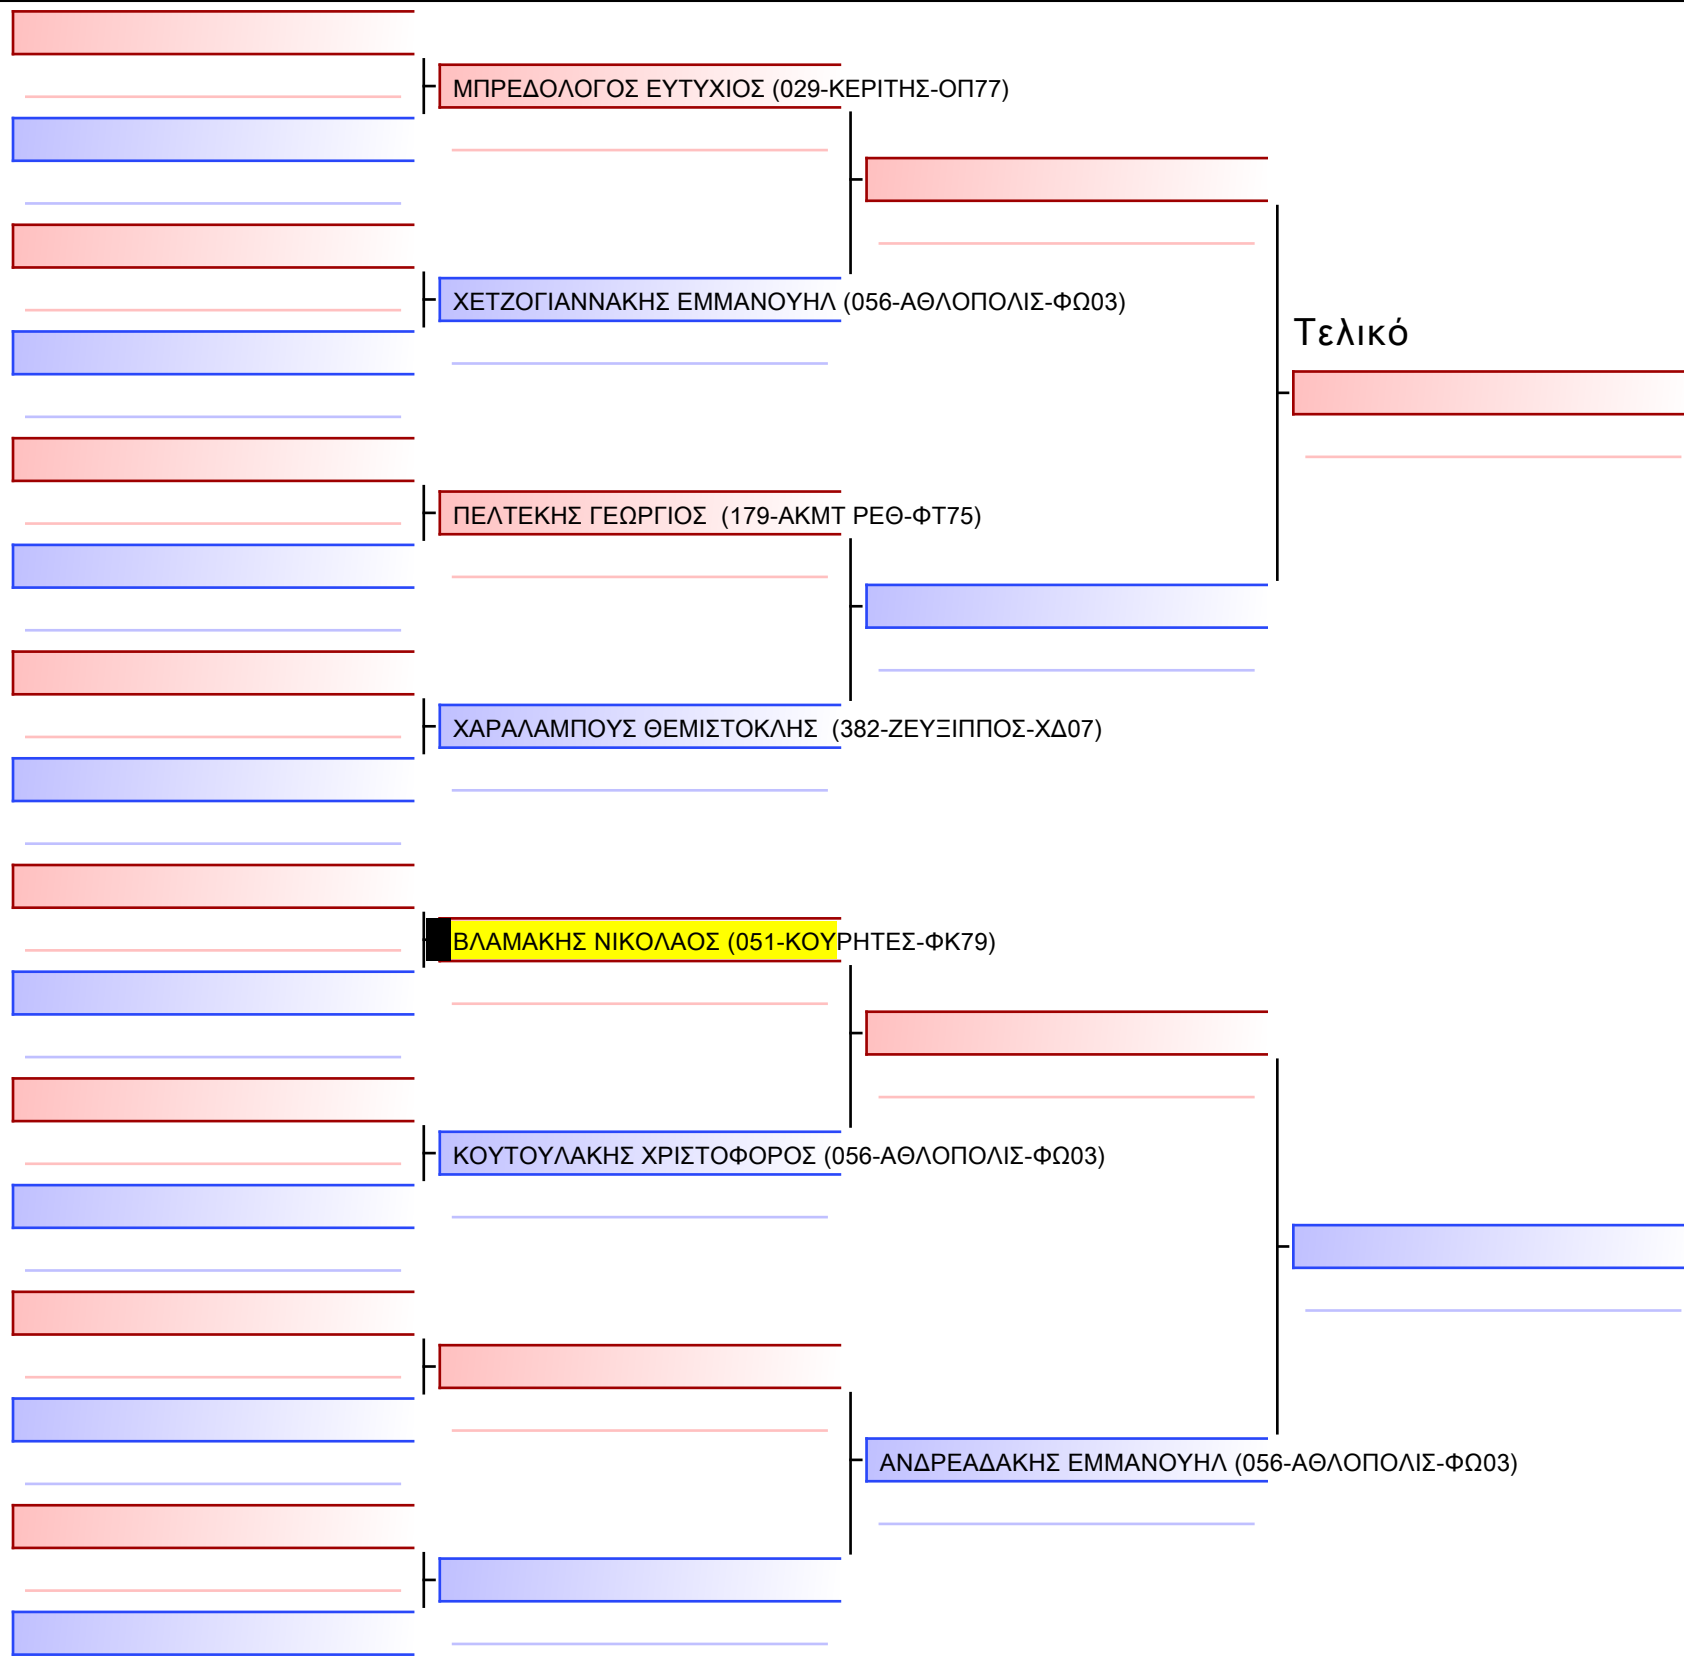 ΜΠΡΕΔΟΛΟΓΟΣ ΕΥΤΥΧΙΟΣ (029-ΚΕΡΙΤΗΣ-ΟΠ77)
ΧΕΤΖΟΓΙΑΝΝΑΚΗΣ ΕΜΜΑΝΟΥΗΛ (056-ΑΘΛΟΠΟΛΙΣ-ΦΩ03)
Τελικό
ΠΕΛΤΕΚΗΣ ΓΕΩΡΓΙΟΣ  (179-ΑΚΜΤ ΡΕΘ-ΦΤ75)
ΧΑΡΑΛΑΜΠΟΥΣ ΘΕΜΙΣΤΟΚΛΗΣ  (382-ΖΕΥΞΙΠΠΟΣ-ΧΔ07)
ΒΛΑΜΑΚΗΣ ΝΙΚΟΛΑΟΣ (051-ΚΟΥΡΗΤΕΣ-ΦΚ79)
ΚΟΥΤΟΥΛΑΚΗΣ ΧΡΙΣΤΟΦΟΡΟΣ (056-ΑΘΛΟΠΟΛΙΣ-ΦΩ03)
ΑΝΔΡΕΑΔΑΚΗΣ ΕΜΜΑΝΟΥΗΛ (056-ΑΘΛΟΠΟΛΙΣ-ΦΩ03)